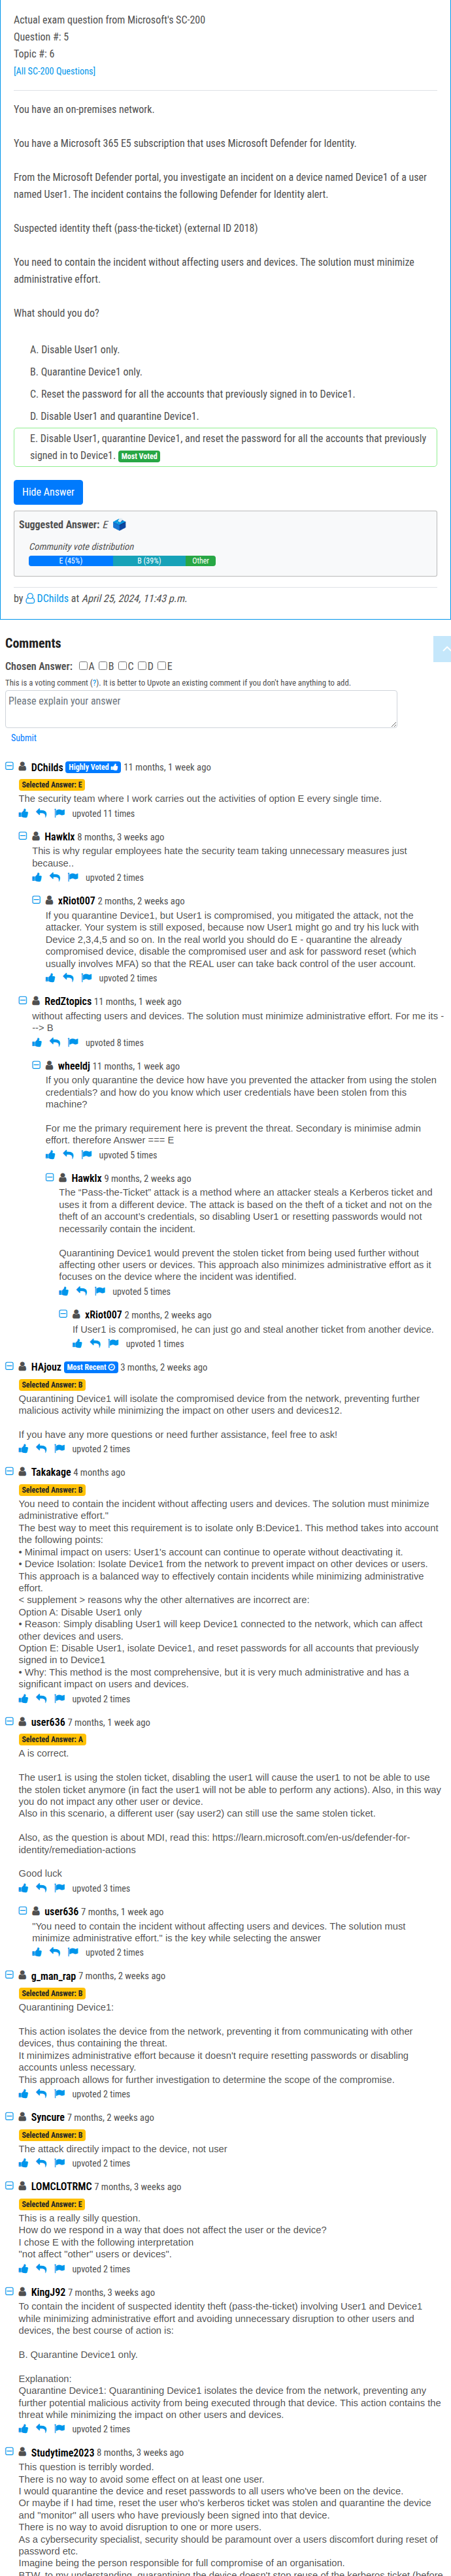 Actual exam question from Microsoft's SC-200
Question #: 5
Topic #: 6
[All SC-200 Questions]
You have an on-premises network.
You have a Microsoft 365 E5 subscription that uses Microsoft Defender for Identity.
From the Microsoft Defender portal, you investigate an incident on a device named Device1 of a user
named User1. The incident contains the following Defender for Identity alert.
Suspected identity theft (pass-the-ticket) (external ID 2018)
You need to contain the incident without affecting users and devices. The solution must minimize
administrative effort.
What should you do?
A. Disable User1 only.
B. Quarantine Device1 only.
C. Reset the password for all the accounts that previously signed in to Device1.
D. Disable User1 and quarantine Device1.
E. Disable User1, quarantine Device1, and reset the password for all the accounts that previously
signed in to Device1. Most Voted
Hide Answer
Suggested Answer: E
Community vote distribution
E (45%) B (39%) Other
by DChilds at April 25, 2024, 11:43 p.m.
Comments
Chosen Answer: A B C D E
This is a voting comment (?). It is better to Upvote an existing comment if you don't have anything to add.
Please explain your answer
Submit
DChilds Highly Voted 11 months, 1 week ago
Selected Answer: E
The security team where I work carries out the activities of option E every single time.
upvoted 11 times
Hawklx 8 months, 3 weeks ago
This is why regular employees hate the security team taking unnecessary measures just
because..
upvoted 2 times
xRiot007 2 months, 2 weeks ago
If you quarantine Device1, but User1 is compromised, you mitigated the attack, not the
attacker. Your system is still exposed, because now User1 might go and try his luck with
Device 2,3,4,5 and so on. In the real world you should do E - quarantine the already
compromised device, disable the compromised user and ask for password reset (which
usually involves MFA) so that the REAL user can take back control of the user account.
upvoted 2 times
RedZtopics 11 months, 1 week ago
without affecting users and devices. The solution must minimize administrative effort. For me its -
--> B
upvoted 8 times
wheeldj 11 months, 1 week ago
If you only quarantine the device how have you prevented the attacker from using the stolen
credentials? and how do you know which user credentials have been stolen from this
machine?
For me the primary requirement here is prevent the threat. Secondary is minimise admin
effort. therefore Answer === E
upvoted 5 times
Hawklx 9 months, 2 weeks ago
The “Pass-the-Ticket” attack is a method where an attacker steals a Kerberos ticket and
uses it from a different device. The attack is based on the theft of a ticket and not on the
theft of an account’s credentials, so disabling User1 or resetting passwords would not
necessarily contain the incident.
Quarantining Device1 would prevent the stolen ticket from being used further without
affecting other users or devices. This approach also minimizes administrative effort as it
focuses on the device where the incident was identified.
upvoted 5 times
xRiot007 2 months, 2 weeks ago
If User1 is compromised, he can just go and steal another ticket from another device.
upvoted 1 times
HAjouz Most Recent 3 months, 2 weeks ago
Selected Answer: B
Quarantining Device1 will isolate the compromised device from the network, preventing further
malicious activity while minimizing the impact on other users and devices12.
If you have any more questions or need further assistance, feel free to ask!
upvoted 2 times
Takakage 4 months ago
Selected Answer: B
You need to contain the incident without affecting users and devices. The solution must minimize
administrative effort."
The best way to meet this requirement is to isolate only B:Device1. This method takes into account
the following points:
• Minimal impact on users: User1's account can continue to operate without deactivating it.
• Device Isolation: Isolate Device1 from the network to prevent impact on other devices or users.
This approach is a balanced way to effectively contain incidents while minimizing administrative
effort.
< supplement > reasons why the other alternatives are incorrect are:
Option A: Disable User1 only
• Reason: Simply disabling User1 will keep Device1 connected to the network, which can affect
other devices and users.
Option E: Disable User1, isolate Device1, and reset passwords for all accounts that previously
signed in to Device1
• Why: This method is the most comprehensive, but it is very much administrative and has a
significant impact on users and devices.
upvoted 2 times
user636 7 months, 1 week ago
Selected Answer: A
A is correct.
The user1 is using the stolen ticket, disabling the user1 will cause the user1 to not be able to use
the stolen ticket anymore (in fact the user1 will not be able to perform any actions). Also, in this way
you do not impact any other user or device.
Also in this scenario, a different user (say user2) can still use the same stolen ticket.
Also, as the question is about MDI, read this: https://learn.microsoft.com/en-us/defender-for-
identity/remediation-actions
Good luck
upvoted 3 times
user636 7 months, 1 week ago
"You need to contain the incident without affecting users and devices. The solution must
minimize administrative effort." is the key while selecting the answer
upvoted 2 times
g_man_rap 7 months, 2 weeks ago
Selected Answer: B
Quarantining Device1:
This action isolates the device from the network, preventing it from communicating with other
devices, thus containing the threat.
It minimizes administrative effort because it doesn't require resetting passwords or disabling
accounts unless necessary.
This approach allows for further investigation to determine the scope of the compromise.
upvoted 2 times
Syncure 7 months, 2 weeks ago
Selected Answer: B
The attack directily impact to the device, not user
upvoted 2 times
LOMCLOTRMC 7 months, 3 weeks ago
Selected Answer: E
This is a really silly question.
How do we respond in a way that does not affect the user or the device?
I chose E with the following interpretation
"not affect "other" users or devices".
upvoted 2 times
KingJ92 7 months, 3 weeks ago
To contain the incident of suspected identity theft (pass-the-ticket) involving User1 and Device1
while minimizing administrative effort and avoiding unnecessary disruption to other users and
devices, the best course of action is:
B. Quarantine Device1 only.
Explanation:
Quarantine Device1: Quarantining Device1 isolates the device from the network, preventing any
further potential malicious activity from being executed through that device. This action contains the
threat while minimizing the impact on other users and devices.
upvoted 2 times
Studytime2023 8 months, 3 weeks ago
This question is terribly worded.
There is no way to avoid some effect on at least one user.
I would quarantine the device and reset passwords to all users who've been on the device.
Or maybe if I had time, reset the user who's kerberos ticket was stolen and quarantine the device
and "monitor" all users who have previously been signed into that device.
There is no way to avoid disruption to one or more users.
As a cybersecurity specialist, security should be paramount over a users discomfort during reset of
password etc.
Imagine being the person responsible for full compromise of an organisation.
BTW, to my understanding, quarantining the device doesn't stop reuse of the kerberos ticket (before